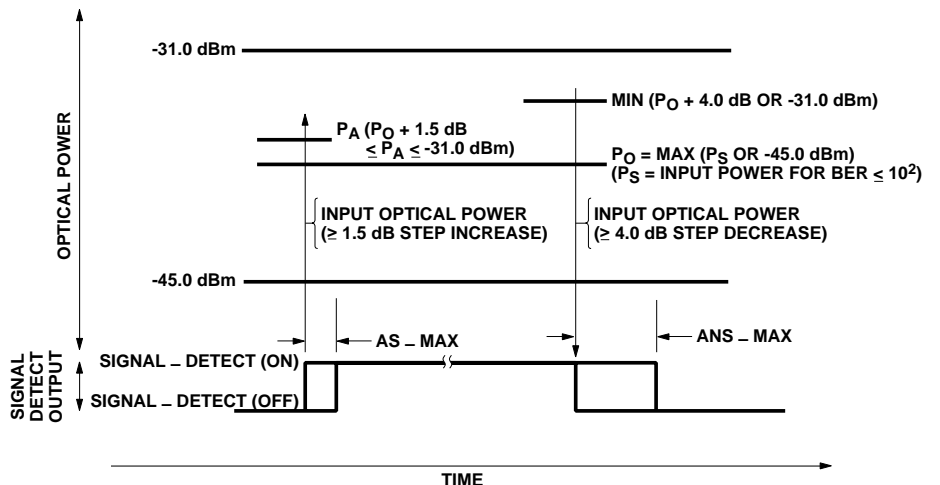 OPTICAL POWER
-31.0 dBm
MIN (PO + 4.0 dB OR -31.0 dBm)
PA (PO + 1.5 dB
≤ PA ≤ -31.0 dBm)
PO = MAX (PS OR -45.0 dBm)
(PS = INPUT POWER FOR BER ≤ 10²)
INPUT OPTICAL POWER
(≥ 1.5 dB STEP INCREASE)
INPUT OPTICAL POWER
(≥ 4.0 dB STEP DECREASE)
-45.0 dBm
AS – MAX
ANS – MAX
SIGNAL
DETECT
OUTPUT
SIGNAL – DETECT (ON)
SIGNAL – DETECT (OFF)
TIME